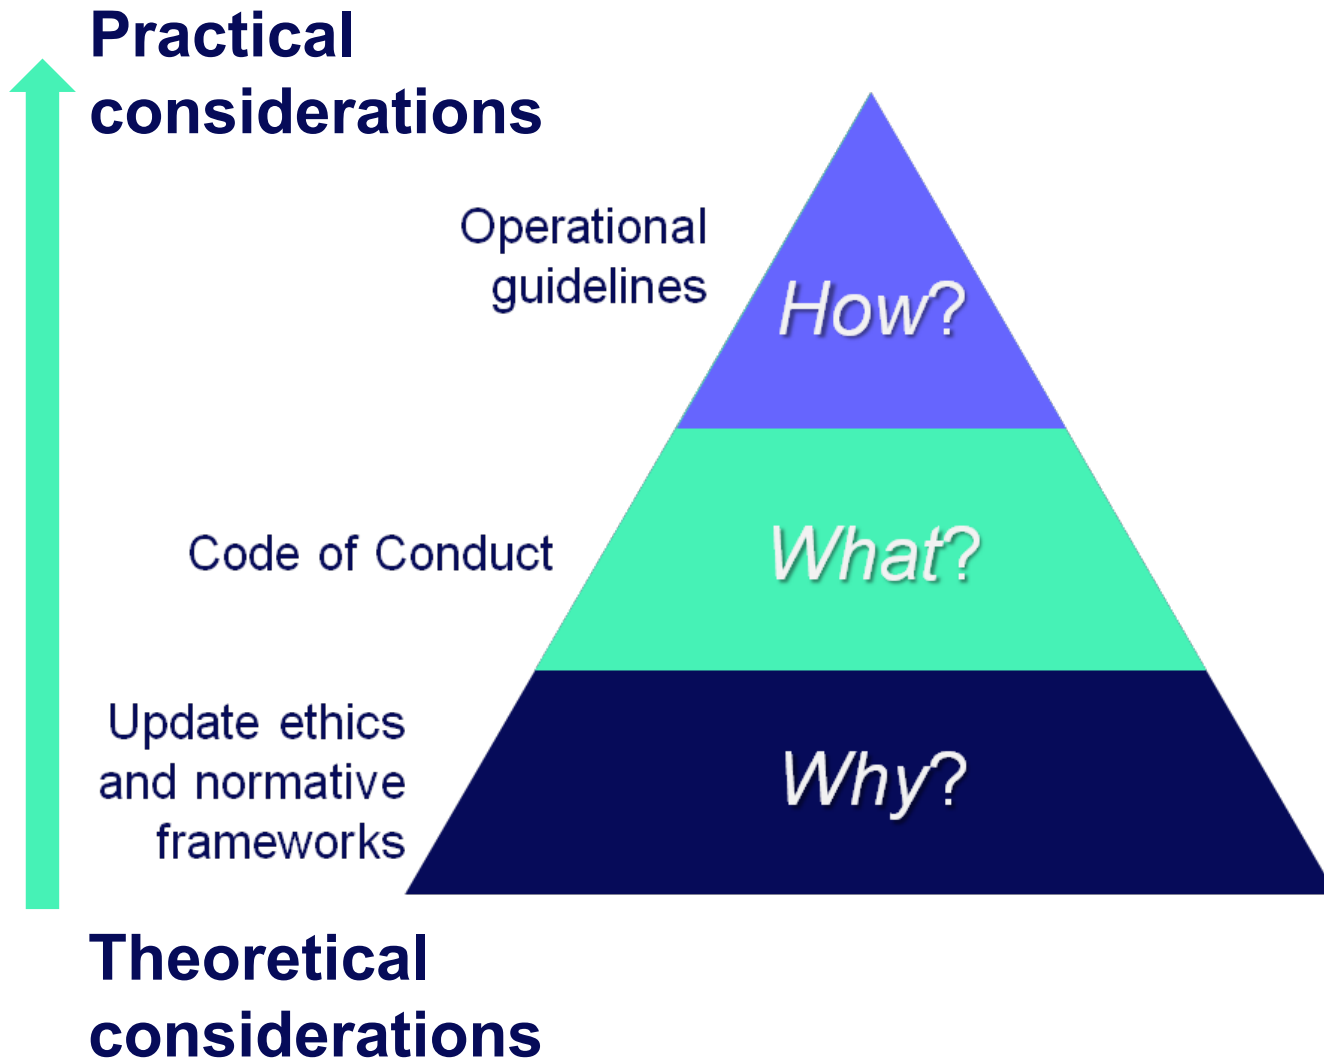 Practical
considerations
Operational
guidelines
How?
Code of Conduct
What?
Update ethics
and normative
frameworks
Why?
Theoretical
considerations